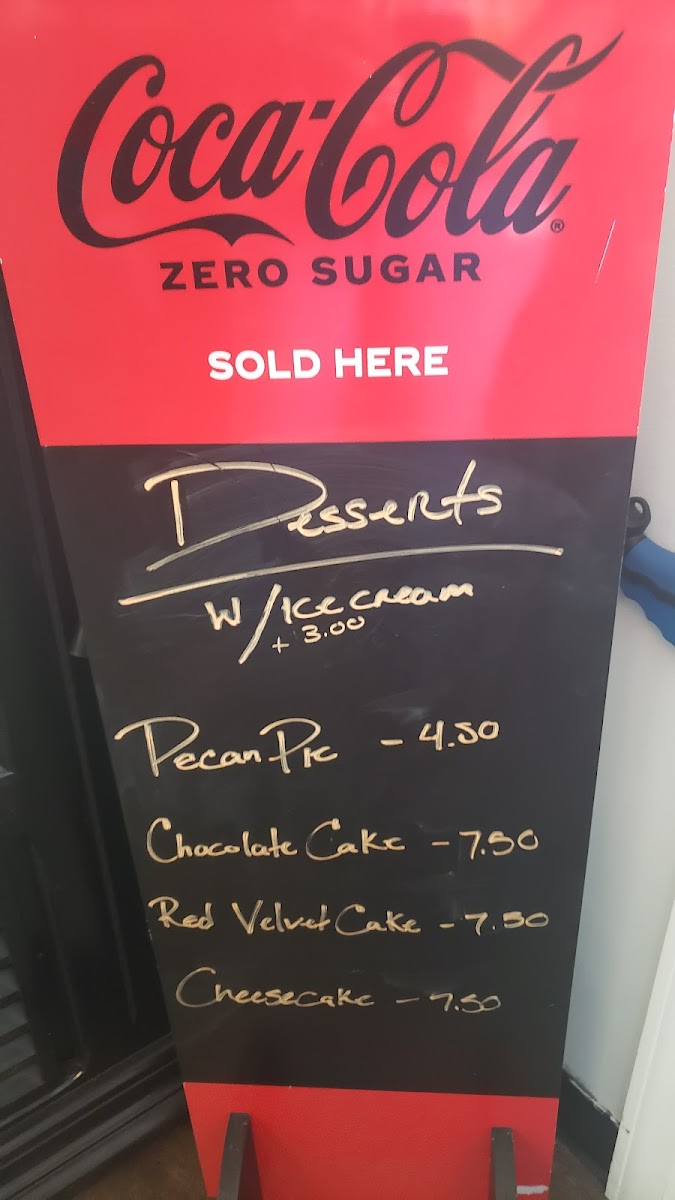 Coca-Cola®
ZERO SUGAR
SOLD HERE
Desserts
W/Ice cream
+ 3.00
Pecan Pie - 4.50
Chocolate Cake - 7.50
Red Velvet Cake - 7.50
Cheesecake - 7.50